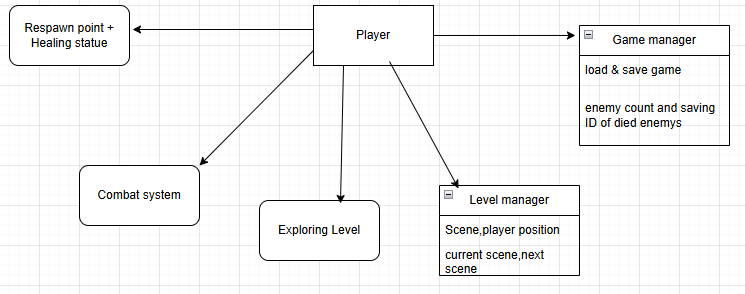 Respawn point +
Healing statue
Player
Game manager
load & save game
enemy count and saving
ID of died enemys
Combat system
Exploring Level
Level manager
Scene,player position
current scene,next
scene